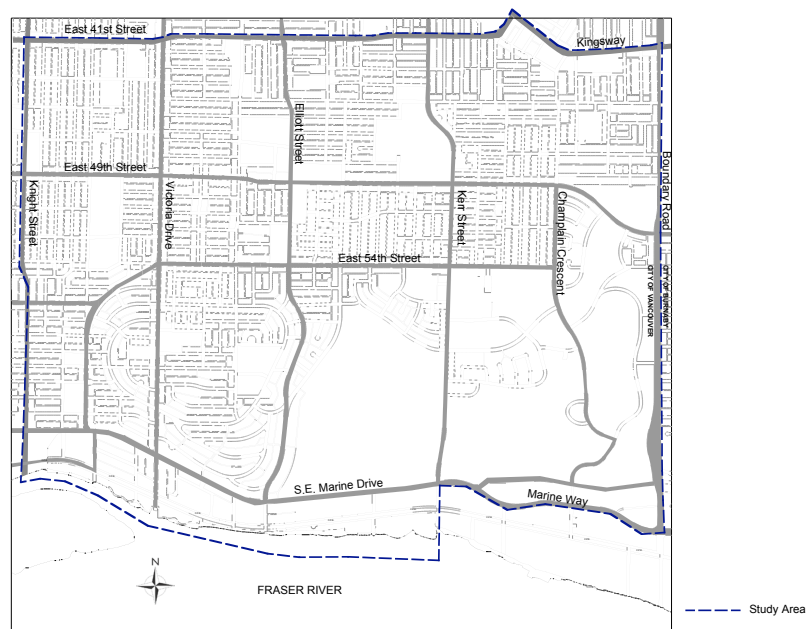 East 41st Street
Kingsway
Elliott Street
East 49th Street
Boundary Road
Knight Street
Victoria Drive
Kerr Street
Champlain Crescent
East 54th Street
CITY OF VANCOUVER
CITY OF BURNABY
S.E. Marine Drive
Marine Way
N
FRASER RIVER
Study Area